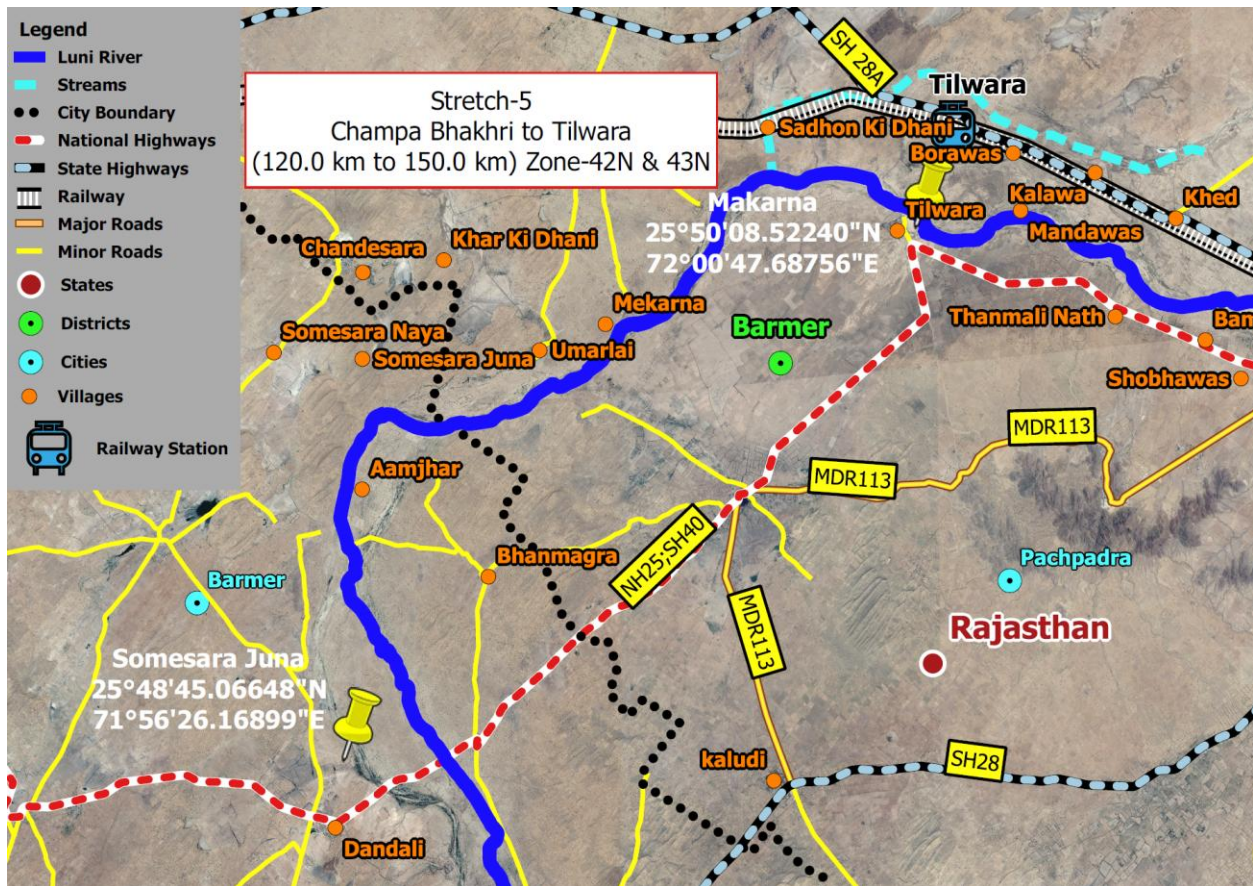 Legend
Luni River
Streams
City Boundary
National Highways
State Highways
Railway
Major Roads
Minor Roads
States
Districts
Cities
Villages
Railway Station
Stretch-5
Champa Bhakhri to Tilwara
(120.0 km to 150.0 km) Zone-42N & 43N
SH 28A
Tilwara
Sadhon Ki Dhani
Borawas
Khed
Kalawa
Mandawas
Tilwara
Makarna
25°50'08.52240"N
72°00'47.68756"E
Chandesara
Khar Ki Dhani
Mekarna
Somesara Naya
Somesara Juna
Umarlai
Barmer
Thanmali Nath
Ban
Shobhawas
MDR113
MDR113
Aamjhar
Bhanmagra
NH25;SH40
MDR113
Barmer
Pachpadra
Rajasthan
Somesara Juna
25°48'45.06648"N
71°56'26.16899"E
kaludi
SH28
Dandali